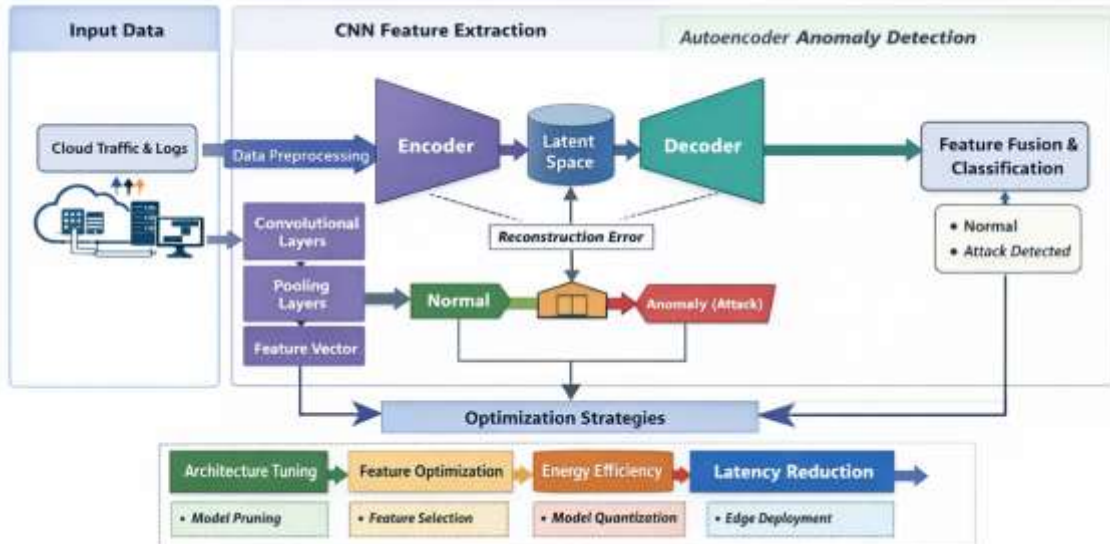 Input Data
CNN Feature Extraction
Autoencoder Anomaly Detection
Cloud Traffic & Logs
Data Preprocessing
Encoder
Latent
Space
Decoder
Feature Fusion &
Classification
• Normal
• Attack Detected
Convolutional
Layers
Reconstruction Error
Pooling
Layers
Normal
Anomaly (Attack)
Feature Vector
Optimization Strategies
Architecture Tuning
Feature Optimization
Energy Efficiency
Latency Reduction
• Model Pruning
• Feature Selection
• Model Quantization
• Edge Deployment